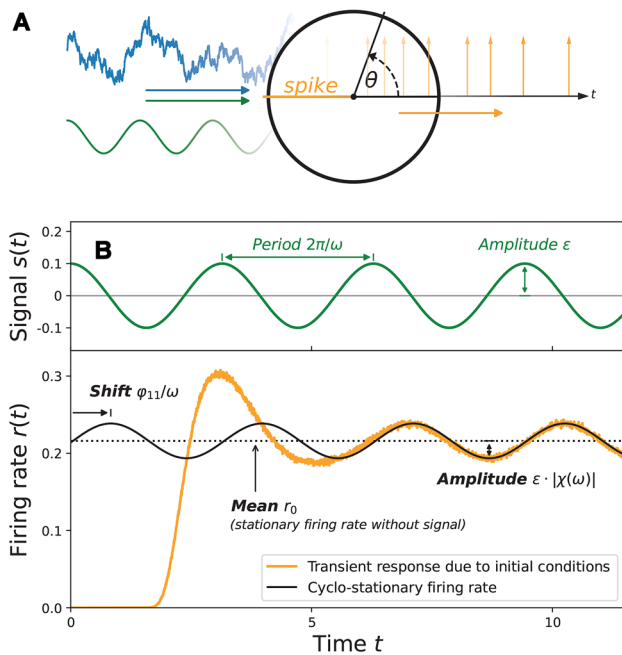 A
spike
θ
t
B
Signal s(t)
0.2
0.1
0
-0.1
Period 2π/ω
Amplitude ε
Firing rate r(t)
0.3
0.2
0.1
0.0
Shift φ₁₁/ω
Mean r₀
(stationary firing rate without signal)
Amplitude ε · |χ(ω)|
Transient response due to initial conditions
Cyclo-stationary firing rate
0
5
10
Time t